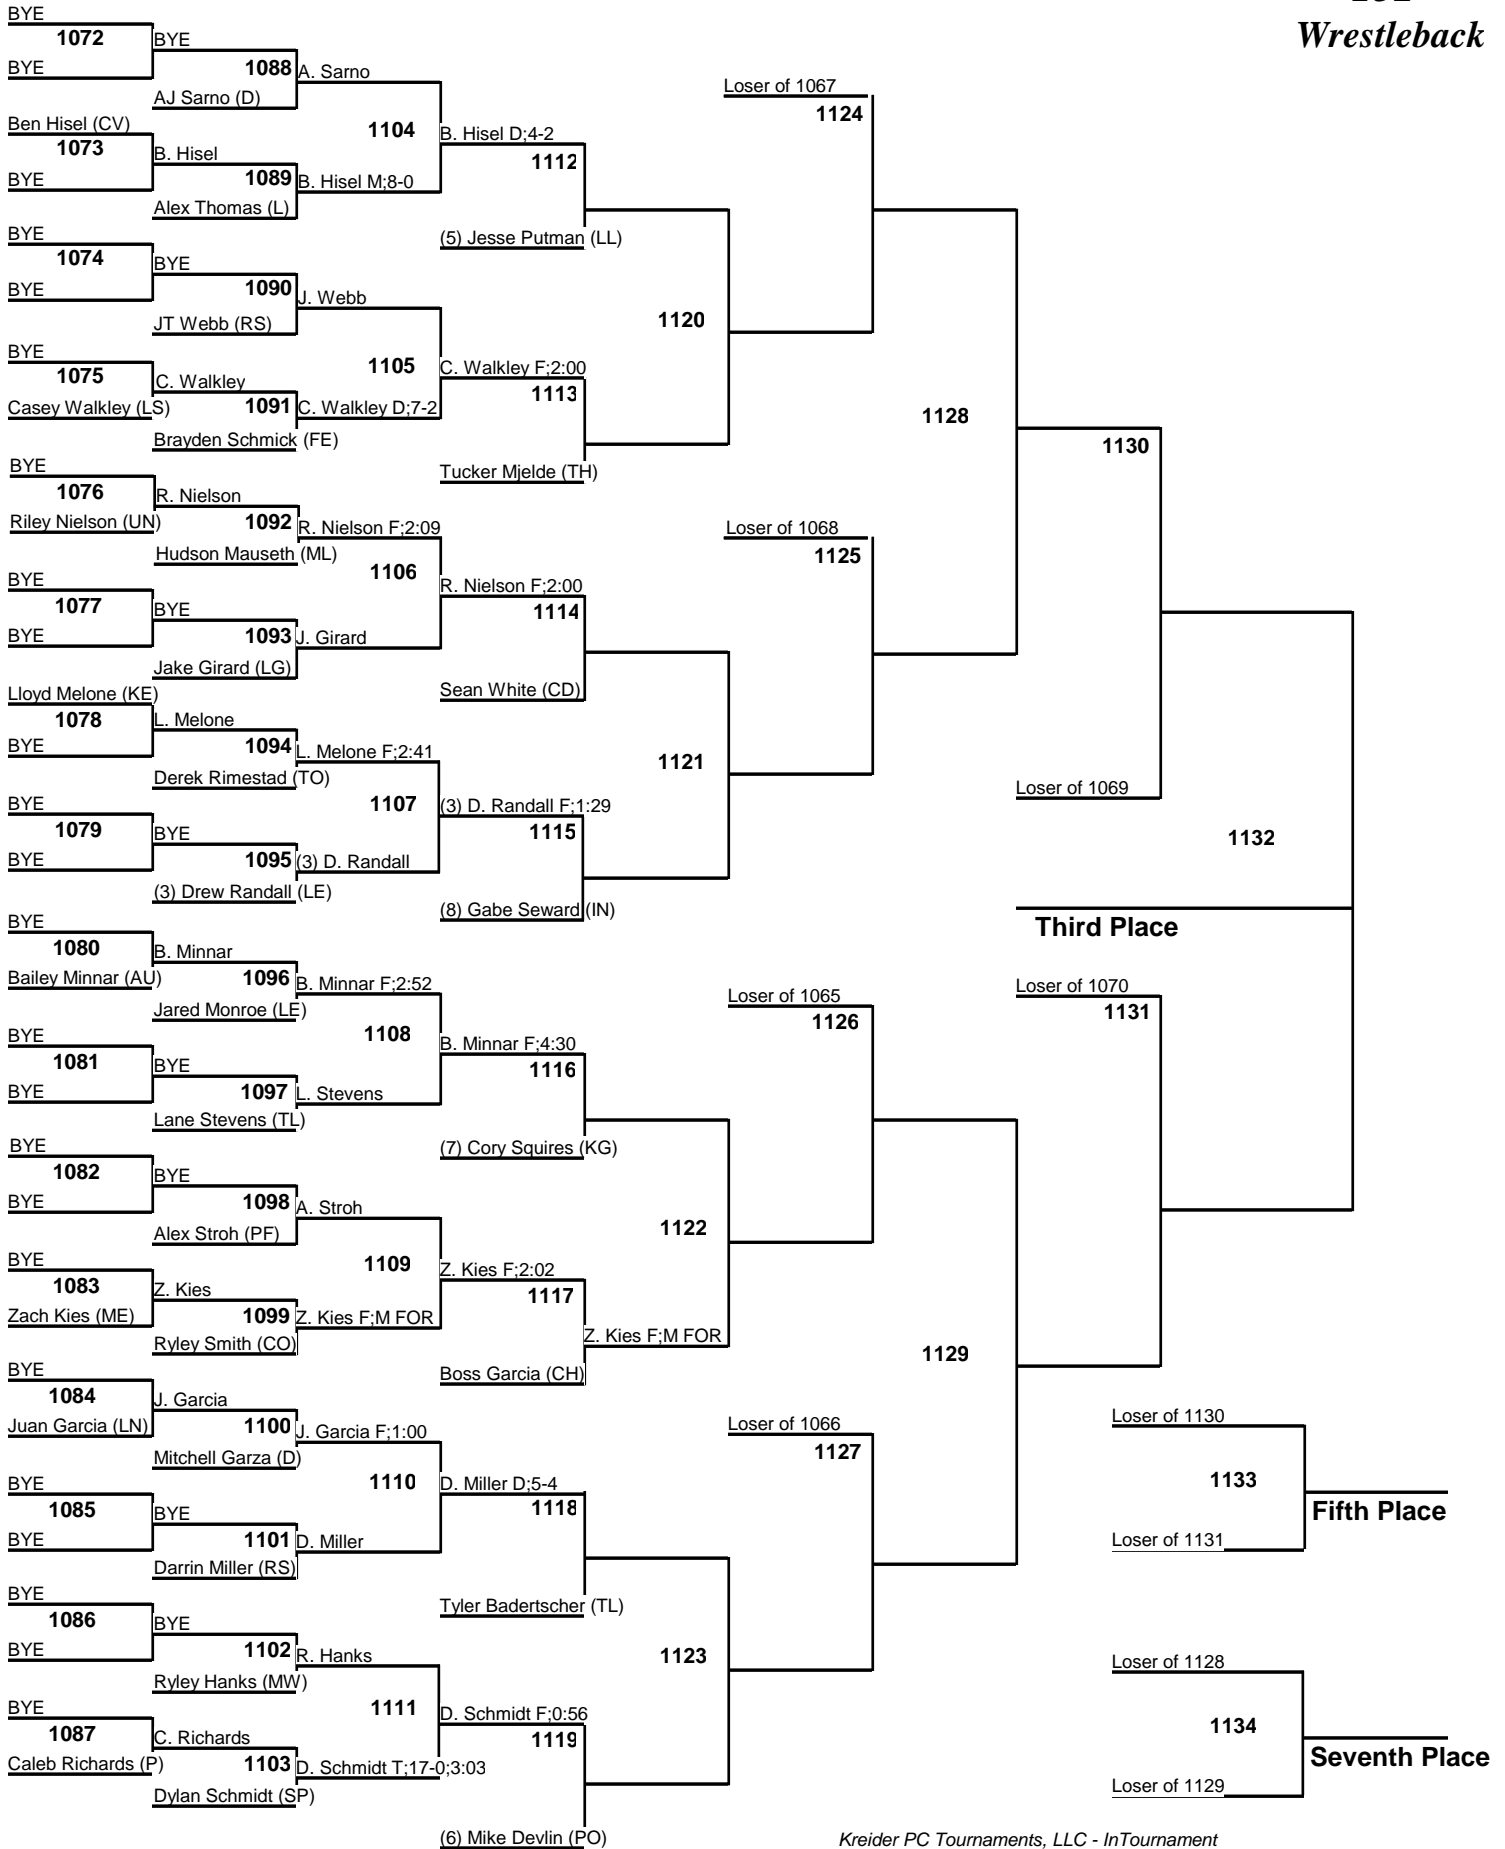 Wrestleback
BYE
1072
BYE
BYE
1088
A. Sarno
AJ Sarno (D)
Ben Hisel (CV)
1073
BYE
B. Hisel
1089
B. Hisel M;8-0
Alex Thomas (L)
1104
B. Hisel D;4-2
1112
(5) Jesse Putman (LL)
BYE
1074
BYE
BYE
1090
J. Webb
JT Webb (RS)
BYE
1075
Casey Walkley (LS)
C. Walkley
1091
C. Walkley D;7-2
Brayden Schmick (FE)
1105
C. Walkley F;2:00
1113
Tucker Mjelde (TH)
1120
Loser of 1067
1124
BYE
1076
Riley Nielson (UN)
R. Nielson
1092
R. Nielson F;2:09
Hudson Mauseth (ML)
1106
BYE
1077
BYE
BYE
1093
J. Girard
Jake Girard (LG)
R. Nielson F;2:00
1114
Sean White (CD)
Lloyd Melone (KE)
1078
BYE
L. Melone
1094
L. Melone F;2:41
Derek Rimestad (TO)
1107
BYE
1079
BYE
BYE
1095
(3) D. Randall
(3) Drew Randall (LE)
(3) D. Randall F;1:29
1115
(8) Gabe Seward (IN)
1121
Loser of 1068
1125
1128
1130
Loser of 1069
1132
Third Place
BYE
1080
Bailey Minnar (AU)
B. Minnar
1096
B. Minnar F;2:52
Jared Monroe (LE)
1108
BYE
1081
BYE
BYE
1097
L. Stevens
Lane Stevens (TL)
B. Minnar F;4:30
1116
(7) Cory Squires (KG)
BYE
1082
BYE
BYE
1098
A. Stroh
Alex Stroh (PF)
1109
BYE
1083
Zach Kies (ME)
Z. Kies
1099
Z. Kies F;M FOR
Ryley Smith (CO)
Z. Kies F;2:02
1117
Z. Kies F;M FOR
Boss Garcia (CH)
1122
Loser of 1065
1126
Loser of 1070
1131
BYE
1084
Juan Garcia (LN)
J. Garcia
1100
J. Garcia F;1:00
Mitchell Garza (D)
1110
BYE
1085
BYE
BYE
1101
D. Miller
Darrin Miller (RS)
D. Miller D;5-4
1118
Tyler Badertscher (TL)
BYE
1086
BYE
BYE
1102
R. Hanks
Ryley Hanks (MW)
1111
BYE
1087
Caleb Richards (P)
C. Richards
1103
D. Schmidt T;17-0;3:03
Dylan Schmidt (SP)
D. Schmidt F;0:56
1119
(6) Mike Devlin (PO)
1123
Loser of 1066
1127
1129
Loser of 1130
1133
Loser of 1131
Fifth Place
Loser of 1128
1134
Loser of 1129
Seventh Place
Kreider PC Tournaments, LLC - InTournament